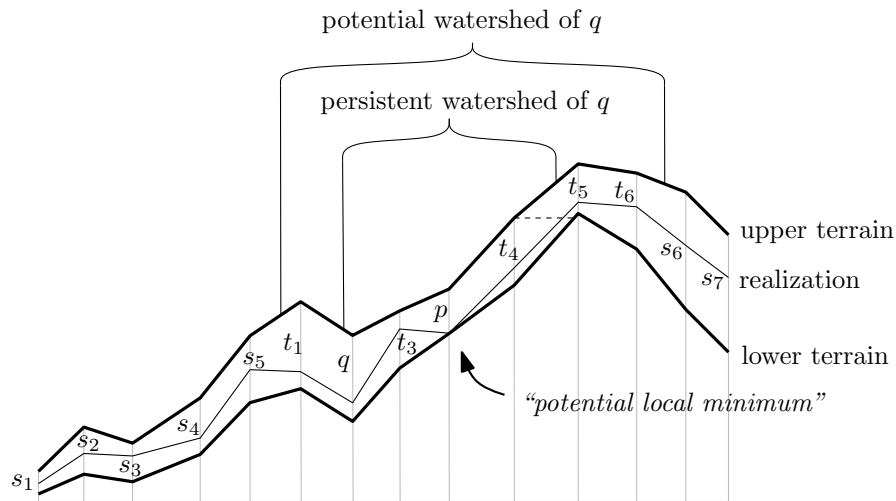 potential watershed of q
persistent watershed of q
t₅ t₆
upper terrain
t₄
s₆
s₇ realization
p
t₁ t₃
q
s₅
lower terrain
“potential local minimum”
s₄
s₂
s₃
s₁